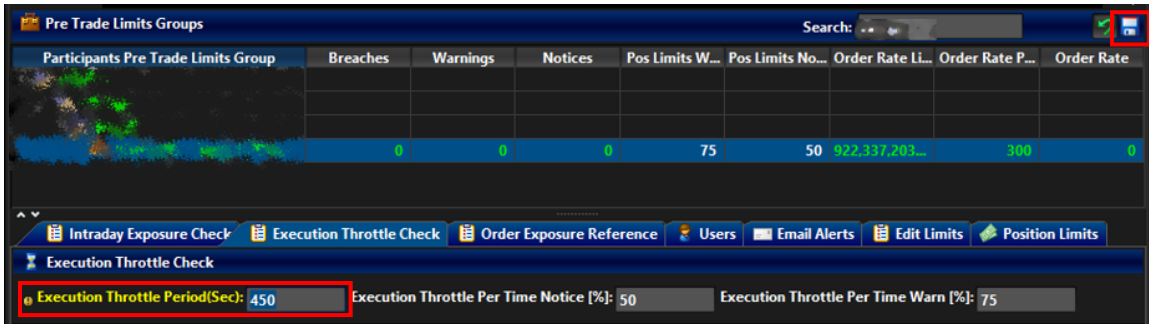 Pre Trade Limits Groups Search:
Participants Pre Trade Limits Group Breaches Warnings Notices Pos Limits W... Pos Limits No... Order Rate Li... Order Rate P... Order Rate
0 0 0 75 50 922,337,203... 300 0
Intraday Exposure Check Execution Throttle Check Order Exposure Reference Users Email Alerts Edit Limits Position Limits
Execution Throttle Check
Execution Throttle Period(Sec): 450 Execution Throttle Per Time Notice [%]: 50 Execution Throttle Per Time Warn [%]: 75